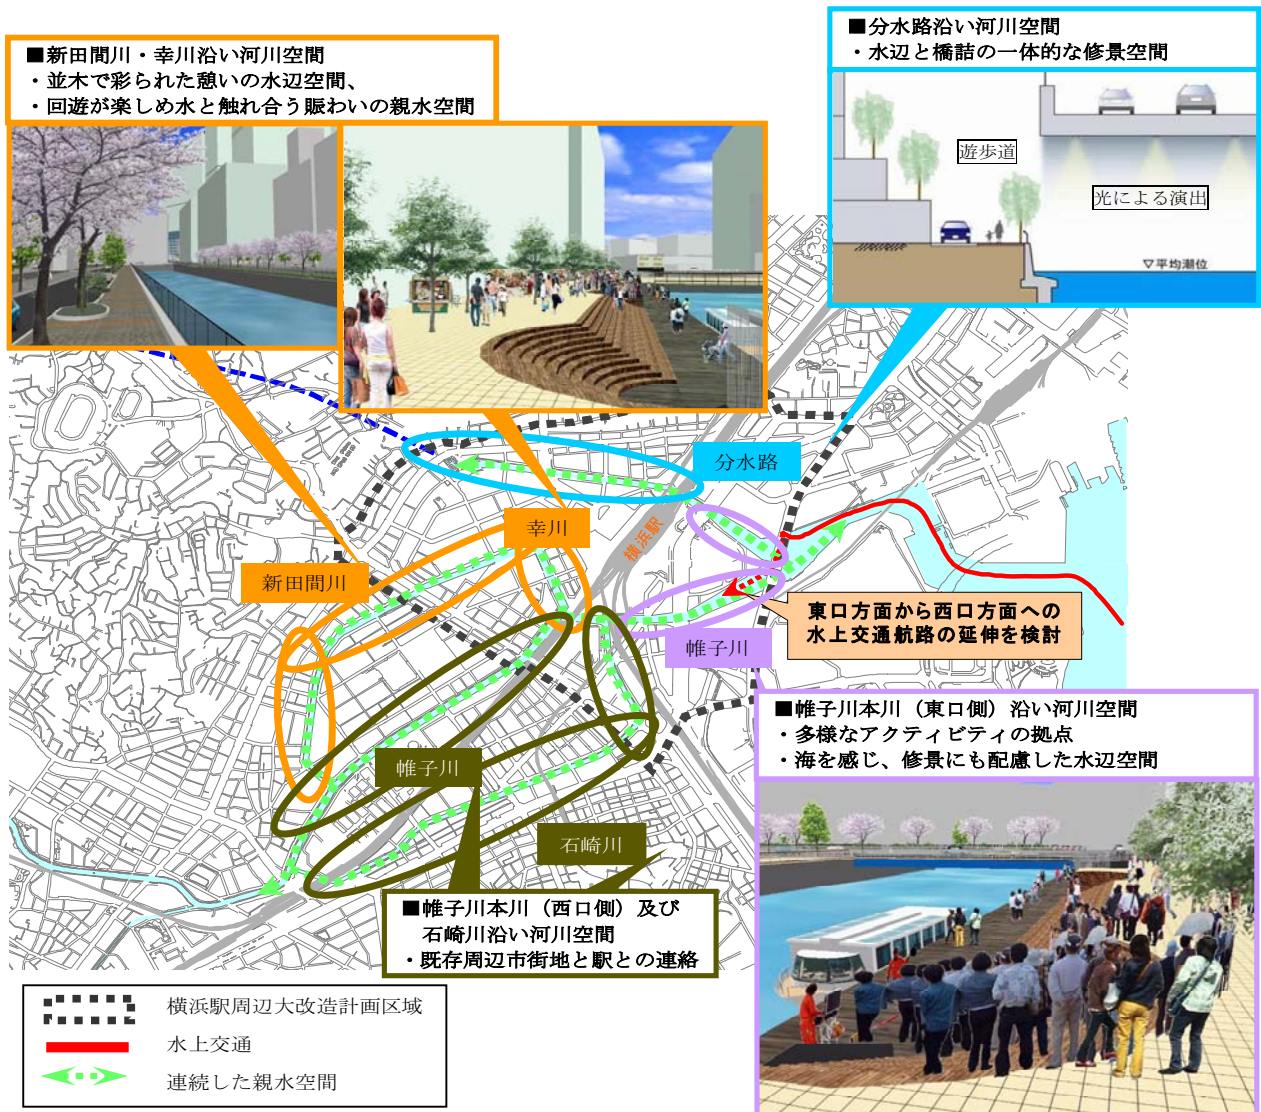 ■新田間川・幸川沿い河川空間
・並木で彩られた憩いの水辺空間、
・回遊が楽しめ水と触れ合う賑わいの親水空間
■分水路沿い河川空間
・水辺と橋詰の一体的な修景空間
遊歩道
光による演出
▽平均潮位
分水路
幸川
横浜駅
新田間川
東口方面から西口方面への
水上交通航路の延伸を検討
帷子川
■帷子川本川（東口側）沿い河川空間
・多様なアクティビティの拠点
・海を感じ、修景にも配慮した水辺空間
帷子川
石崎川
■帷子川本川（西口側）及び
石崎川沿い河川空間
・既存周辺市街地と駅との連絡
横浜駅周辺大改造計画区域
水上交通
連続した親水空間